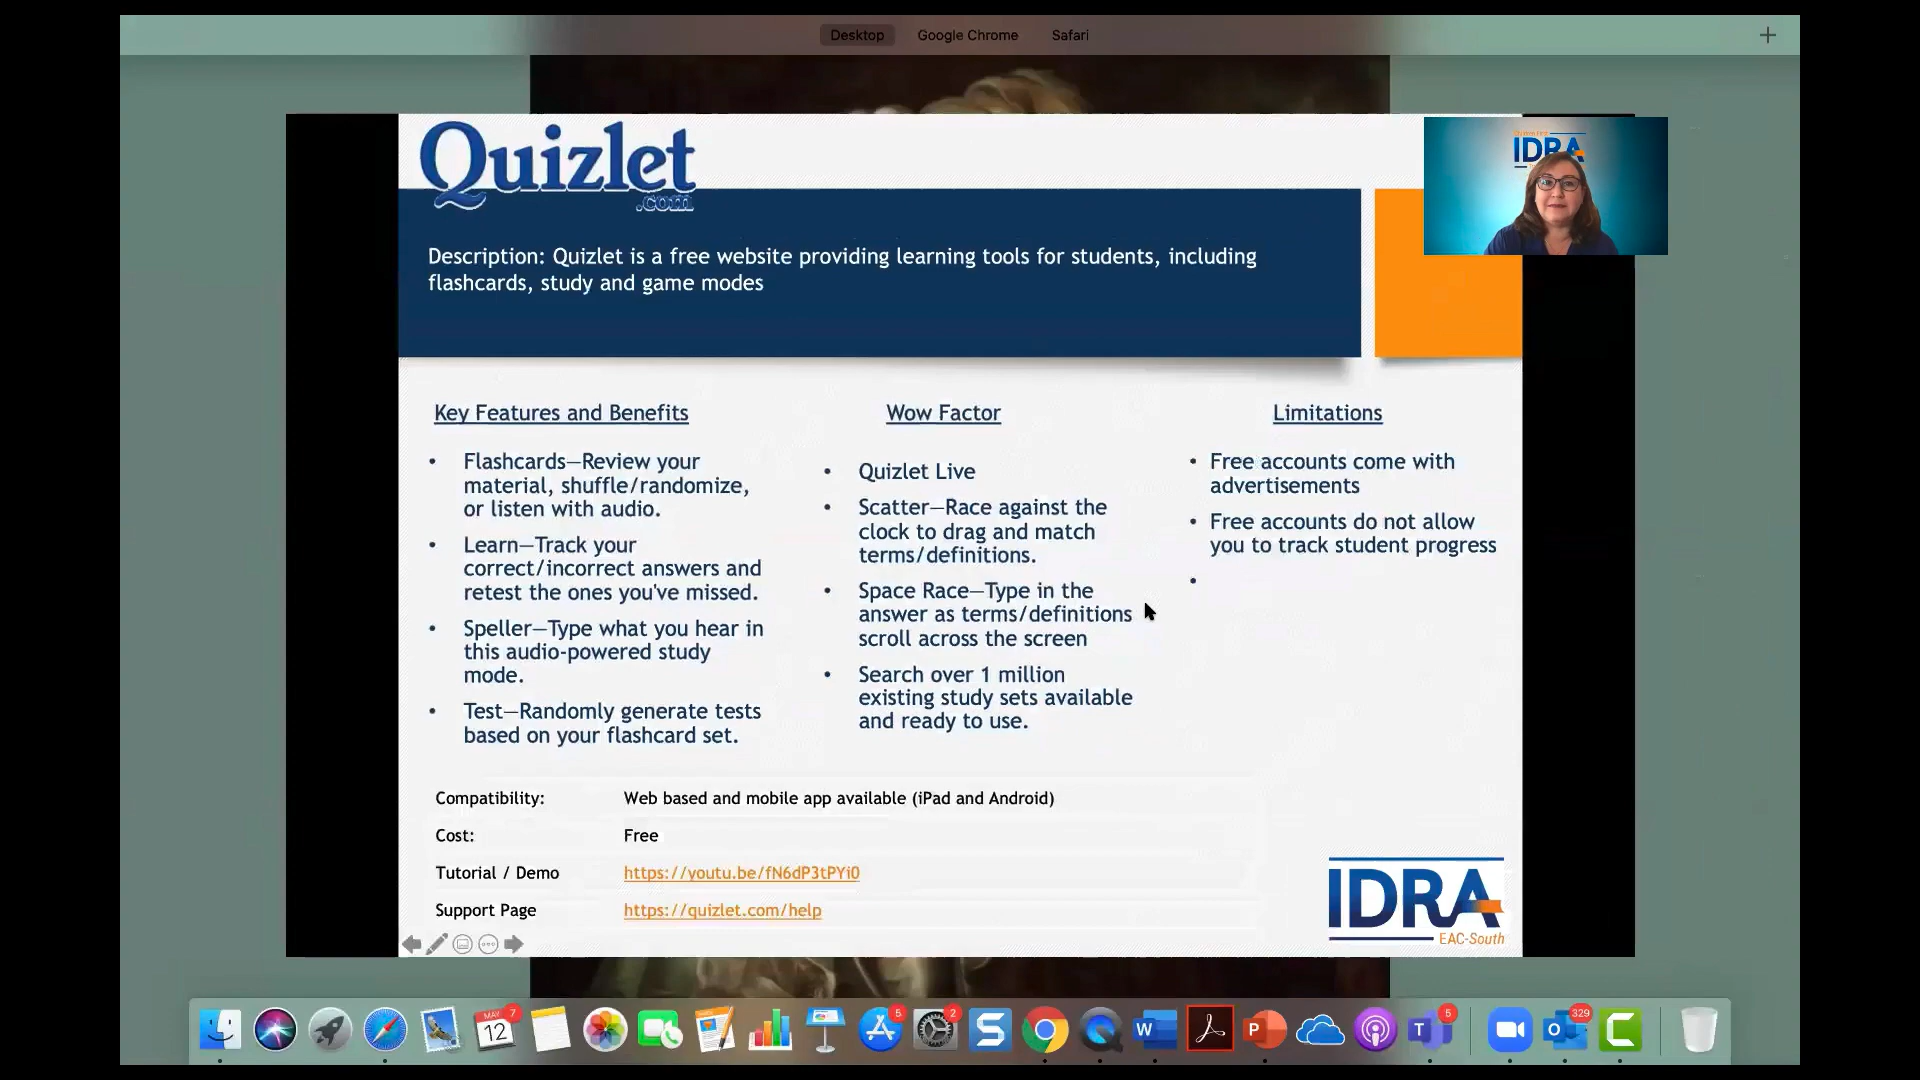 Desktop Google Chrome Safari
Quizlet
.com
IDRA
Description: Quizlet is a free website providing learning tools for students, including
flashcards, study and game modes
Key Features and Benefits
• Flashcards—Review your
material, shuffle/randomize,
or listen with audio.
• Learn—Track your
correct/incorrect answers and
retest the ones you've missed.
• Speller—Type what you hear in
this audio-powered study
mode.
• Test—Randomly generate tests
based on your flashcard set.
Wow Factor
• Quizlet Live
• Scatter—Race against the
clock to drag and match
terms/definitions.
• Space Race—Type in the
answer as terms/definitions
scroll across the screen
• Search over 1 million
existing study sets available
and ready to use.
Limitations
• Free accounts come with
advertisements
• Free accounts do not allow
you to track student progress
•
Compatibility: Web based and mobile app available (iPad and Android)
Cost: Free
Tutorial / Demo https://youtu.be/fN6dP3tPYi0
Support Page https://quizlet.com/help
IDRA
EAC-South
MAY 7 5 2 5 329
12 S W P T O C